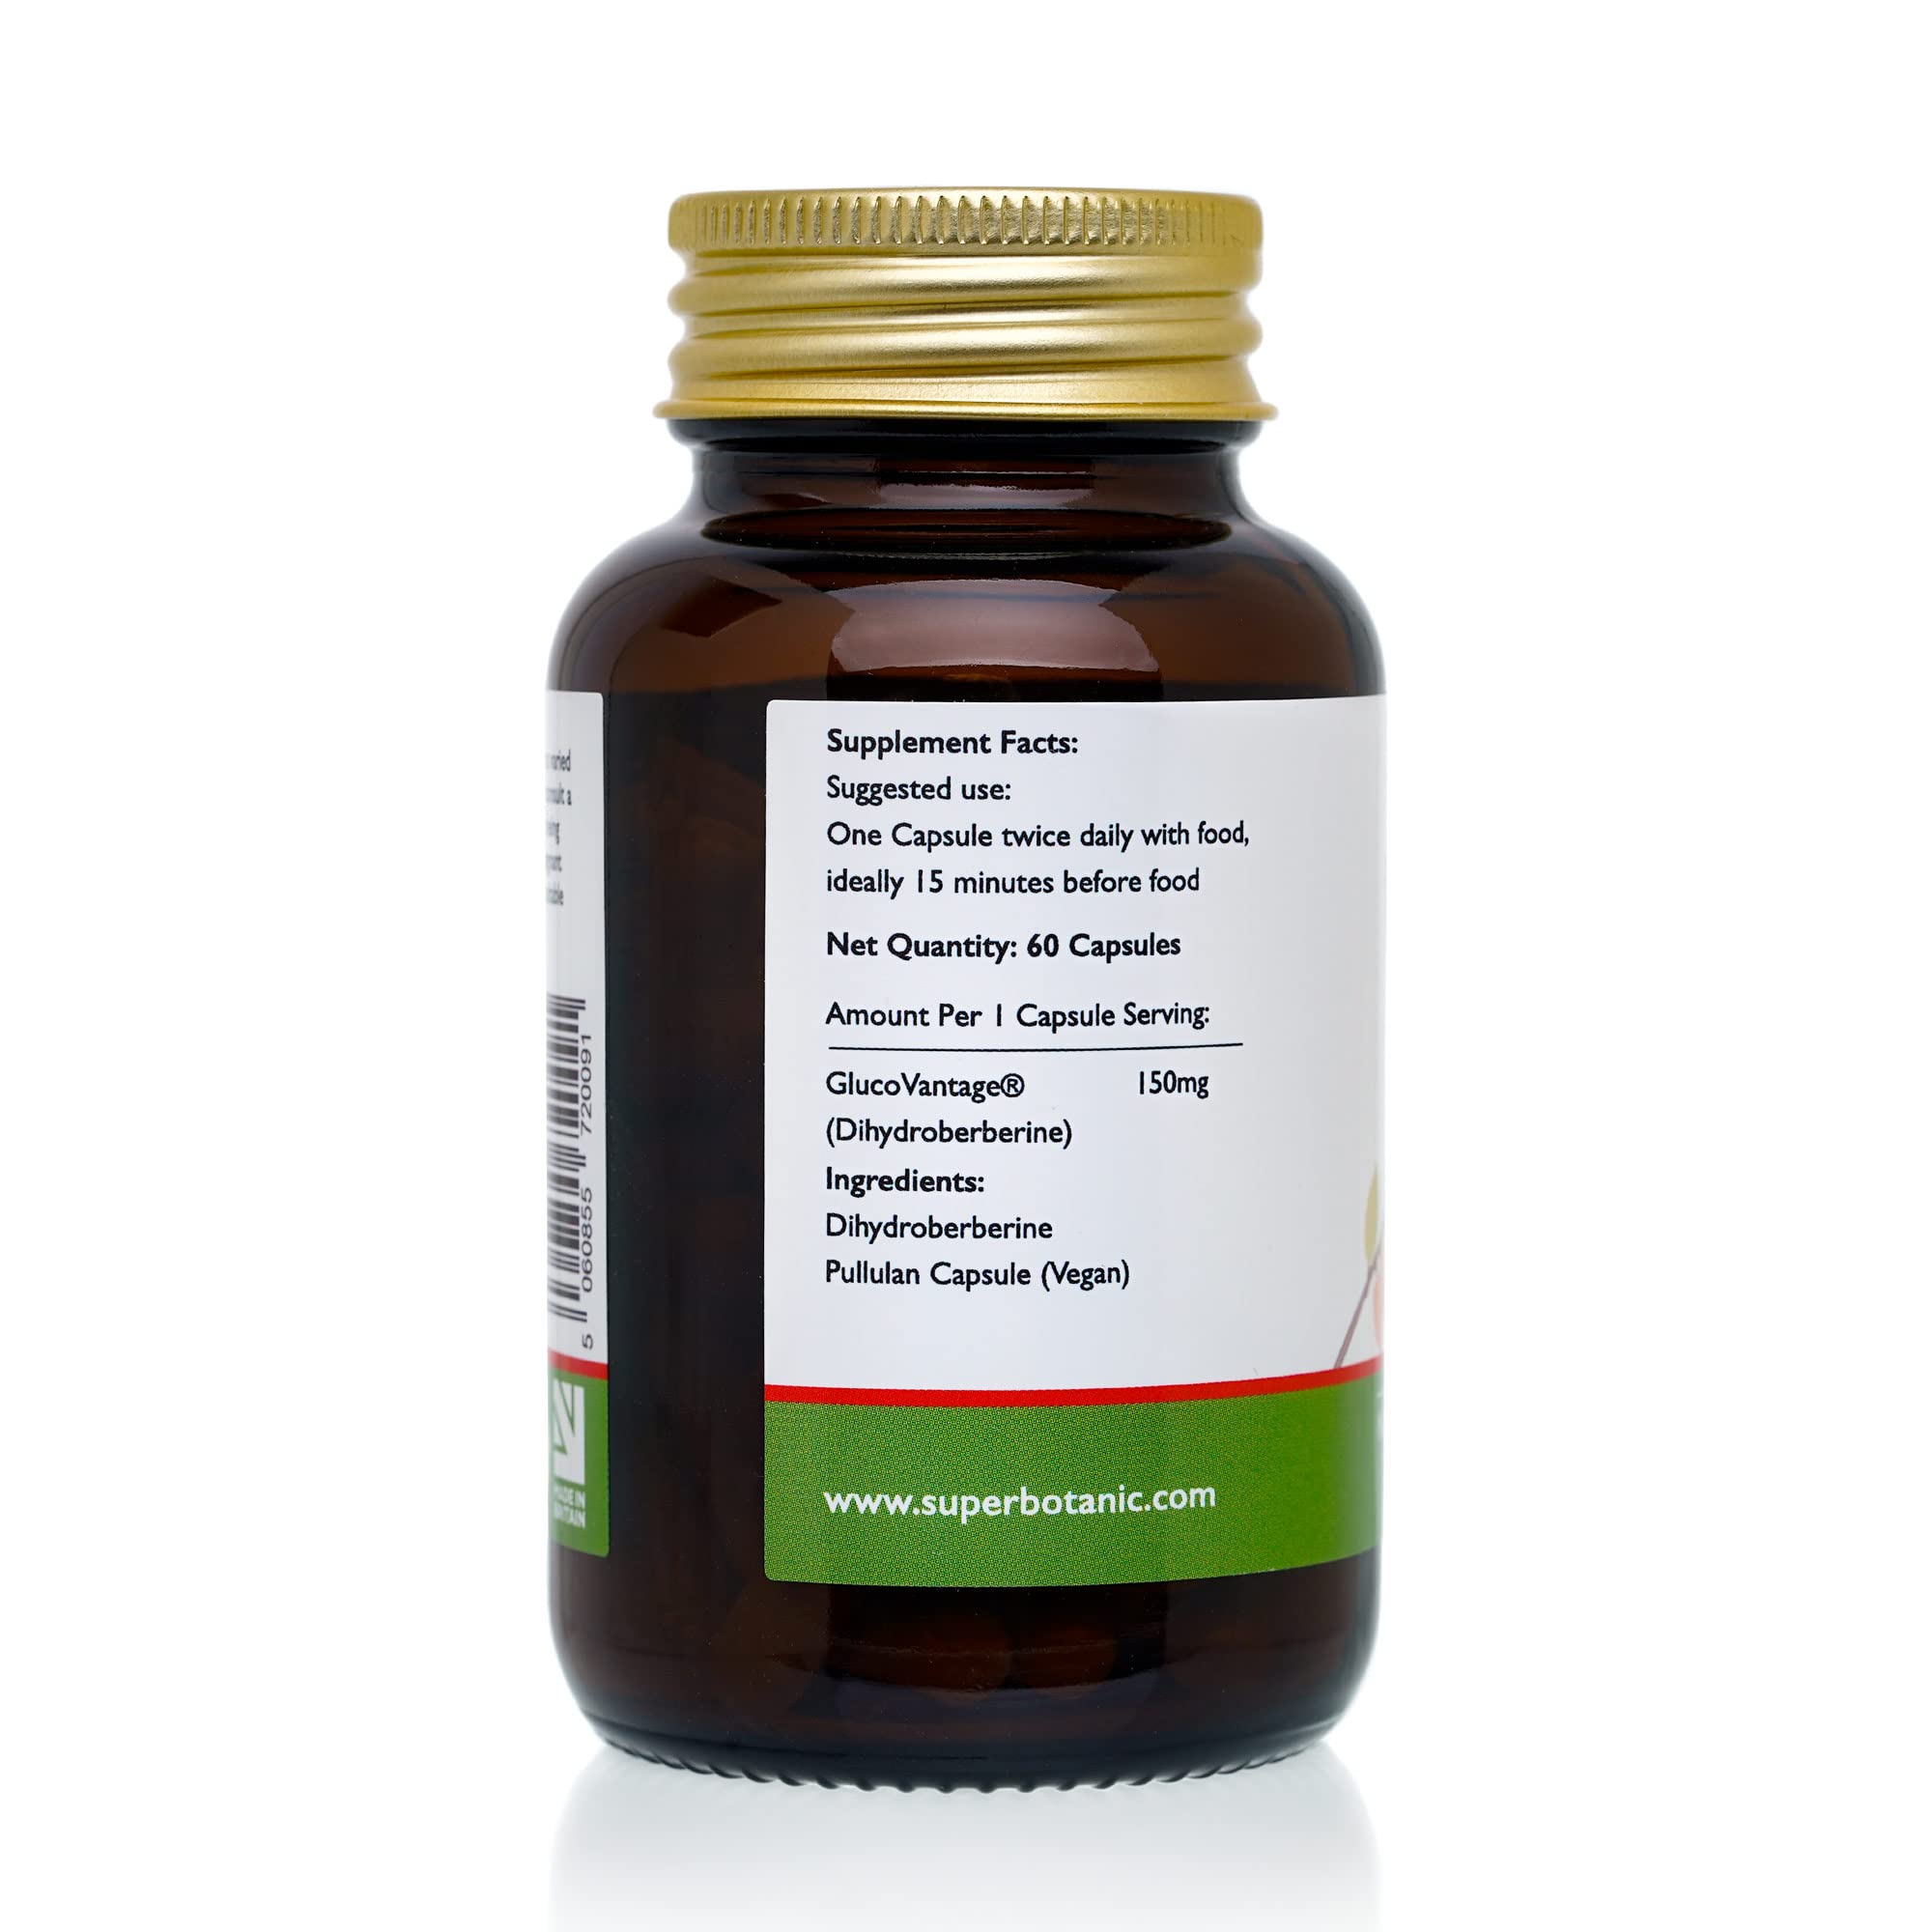 Supplement Facts:
Suggested use:
One Capsule twice daily with food,
ideally 15 minutes before food
Net Quantity: 60 Capsules
Amount Per 1 Capsule Serving:
GlucoVantage® 150mg
(Dihydroberberine)
Ingredients:
Dihydroberberine
Pullulan Capsule (Vegan)
www.superbotanic.com
a
5 060855 720091
IN